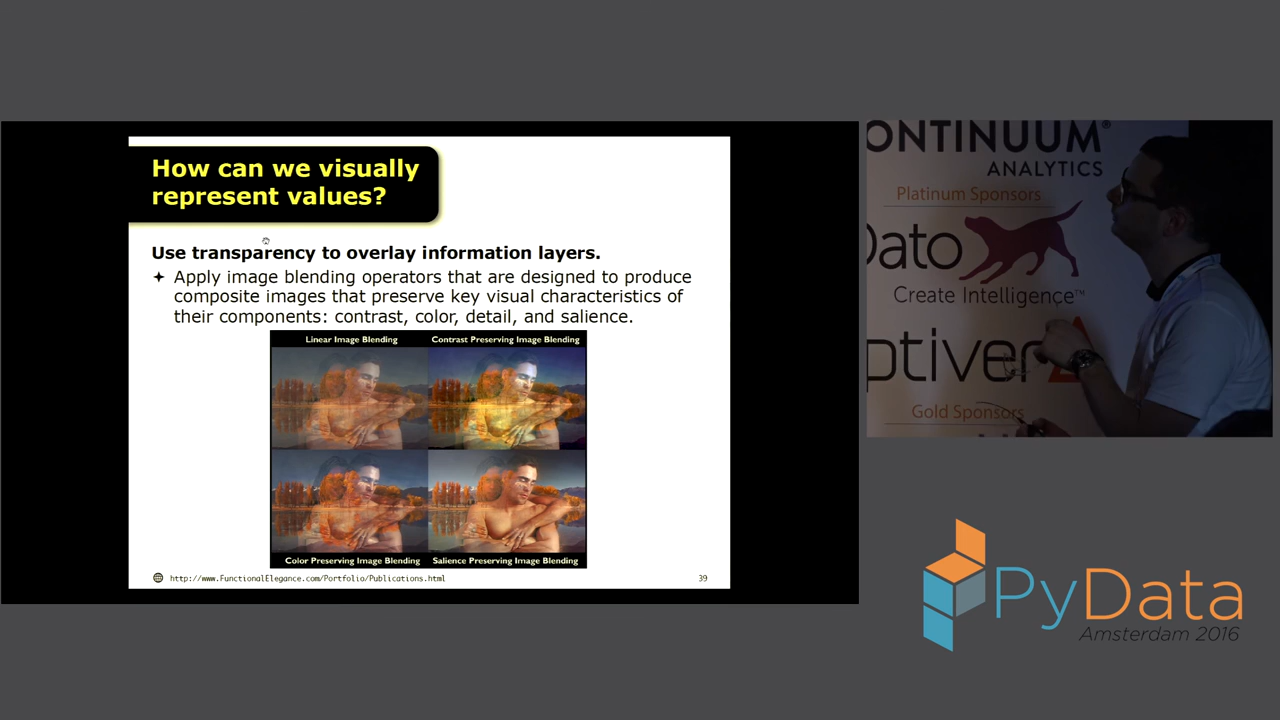 How can we visually
represent values?
Use transparency to overlay information layers.
Apply image blending operators that are designed to produce
composite images that preserve key visual characteristics of
their components: contrast, color, detail, and salience.
Linear Image Blending
Contrast Preserving Image Blending
Color Preserving Image Blending
Salience Preserving Image Blending
http://www.FunctionalElegance.com/Portfolio/Publications.html
39
ONTINUUM®
ANALYTICS
Platinum Sponsors
Dato
Create Intelligence™
ptiver
Gold Sponsors
PyData
Amsterdam 2016